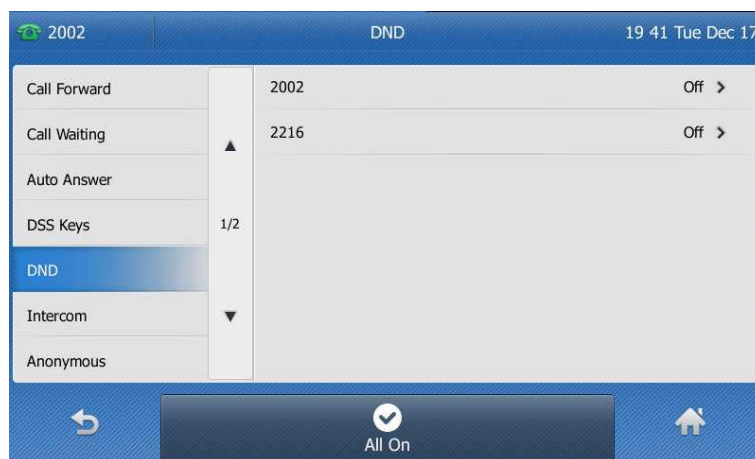 2002 DND 19 41 Tue Dec 17
Call Forward
Call Waiting
Auto Answer
DSS Keys
DND
Intercom
Anonymous
1/2
2002 Off >
2216 Off >
All On